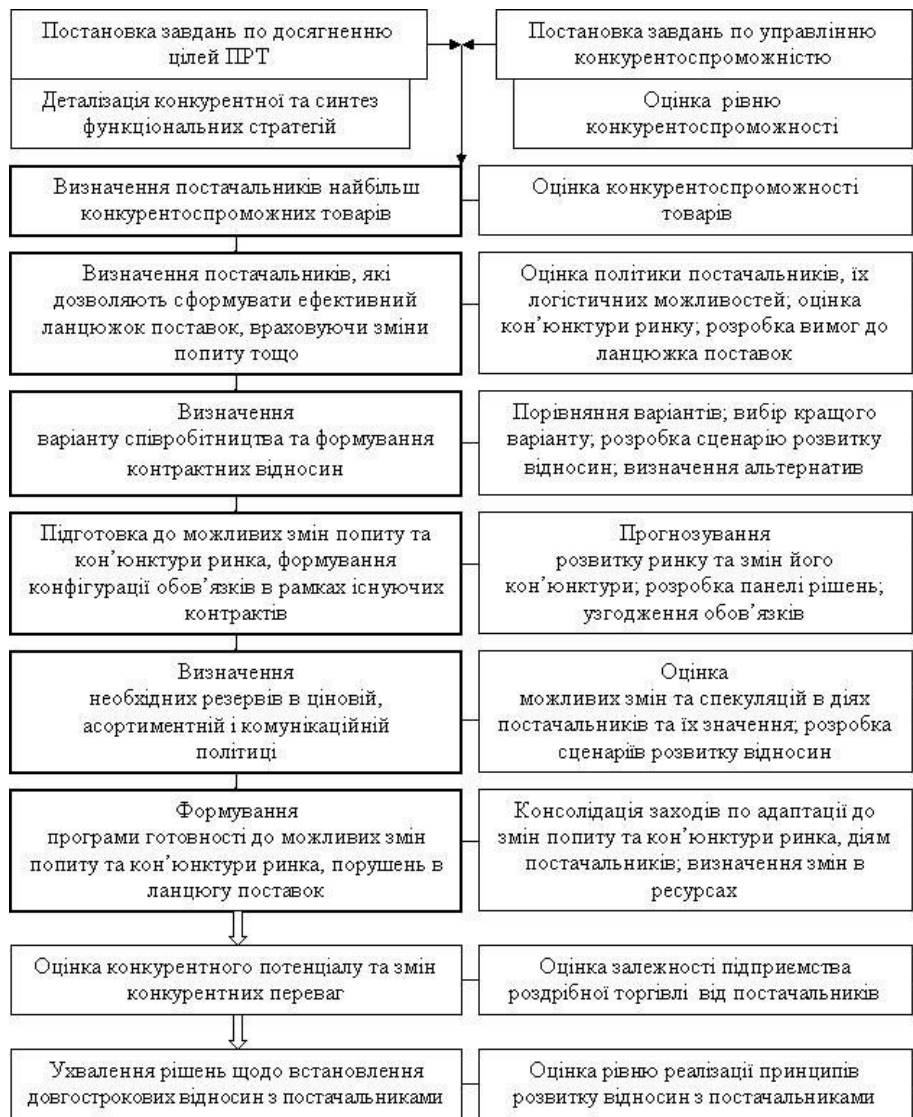 Постановка завдань по досягненню
цілей ПРТ
Постановка завдань по управлінню
конкурентоспроможністю
Деталізація конкурентної та синтез
функціональних стратегій
Оцінка рівню
конкурентоспроможності
Визначення постачальників найбільш
конкурентоспроможних товарів
Оцінка конкурентоспроможності
товарів
Визначення постачальників, які
дозволяють сформувати ефективний
ланцюжок поставок, враховуючи зміни
попиту тощо
Оцінка політики постачальників, їх
логістичних можливостей; оцінка
кон’юнктури ринку; розробка вимог до
ланцюжка поставок
Визначення
варіанту співробітництва та формування
контрактних відносин
Порівняння варіантів; вибір кращого
варіанту; розробка сценарію розвитку
відносин; визначення альтернатив
Підготовка до можливих змін попиту та
кон’юнктури ринка, формування
конфігурації обов’язків в рамках існуючих
контрактів
Прогнозування
розвитку ринку та змін його
кон’юнктури; розробка панелі рішень;
узгодження обов’язків
Визначення
необхідних резервів в ціновій,
асортиментній і комунікаційній
політиці
Оцінка
можливих змін та спекуляцій в діях
постачальників та їх значення; розробка
сценаріїв розвитку відносин
Формування
програми готовності до можливих змін
попиту та кон’юнктури ринка, порушень в
ланцюгу поставок
Консолідація заходів по адаптації до
змін попиту та кон’юнктури ринка, діям
постачальників; визначення змін в
ресурсах
Оцінка конкурентного потенціалу та змін
конкурентних переваг
Оцінка залежності підприємства
роздрібної торгівлі від постачальників
Ухвалення рішень щодо встановлення
довгострокових відносин з постачальниками
Оцінка рівню реалізації принципів
розвитку відносин з постачальниками